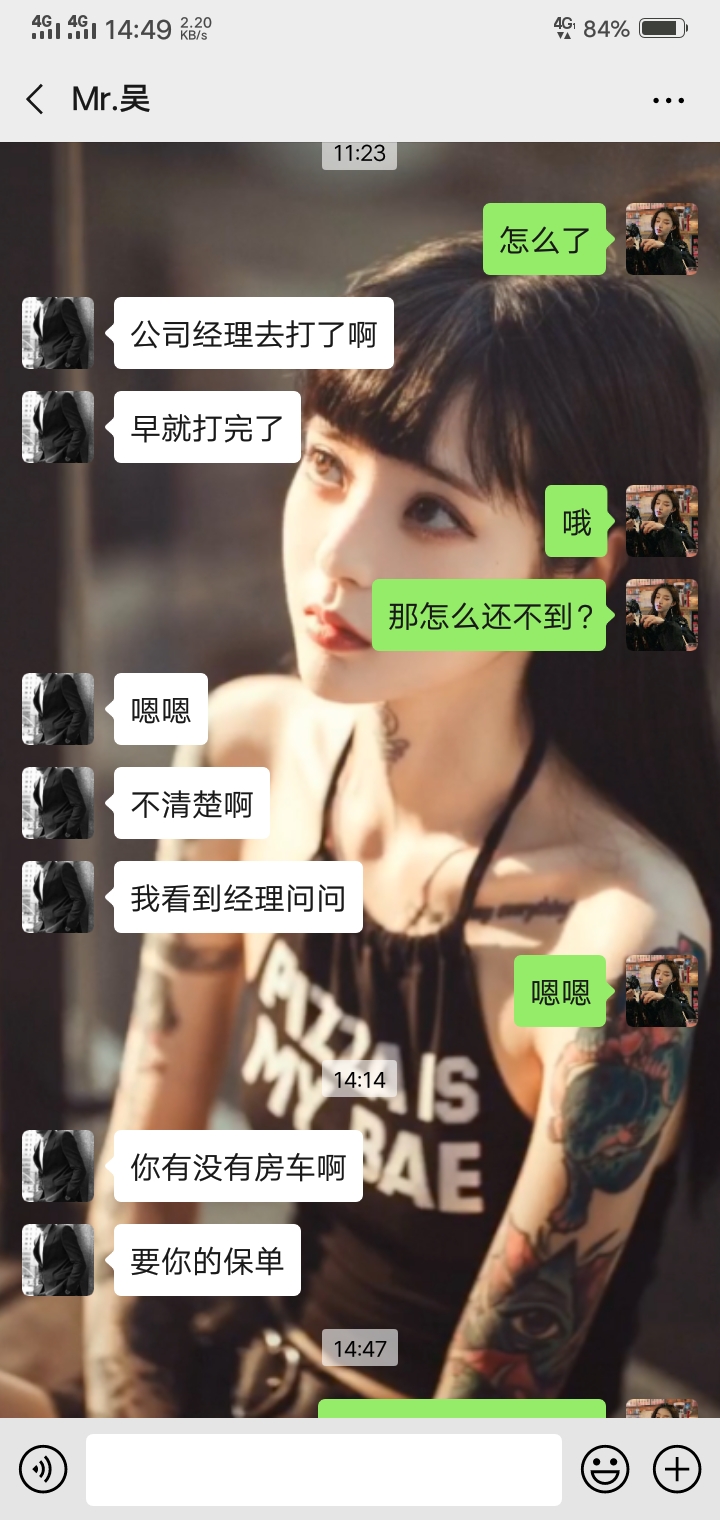 4G 4G 14:49 2.20 KB/s 4G 84%
Mr.吴
11:23
怎么了
公司经理去打了啊
早就打完了
哦
那怎么还不到？
嗯嗯
不清楚啊
我看到经理问问
嗯嗯
PIZZA IS
MY BAE
14:14
你有没有房车啊
要你的保单
14:47